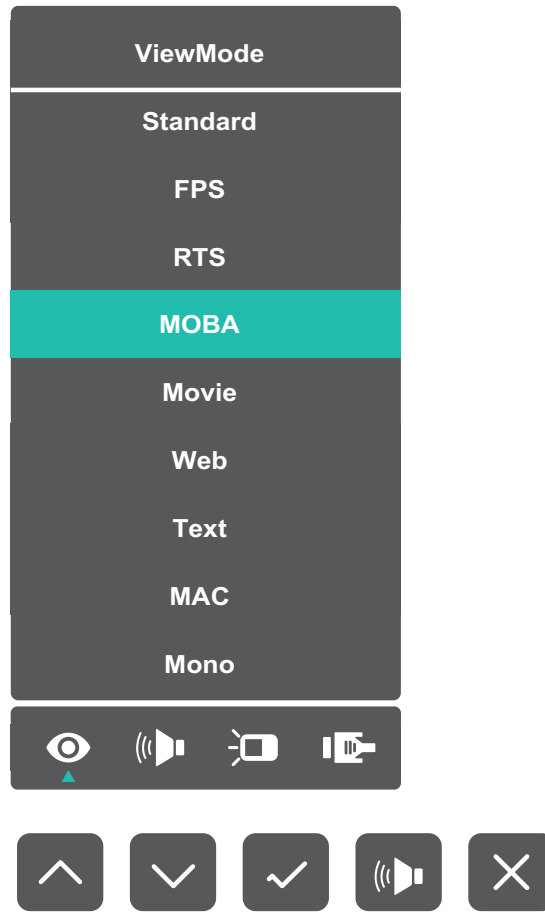 ViewMode
Standard
FPS
RTS
MOBA
Movie
Web
Text
MAC
Mono